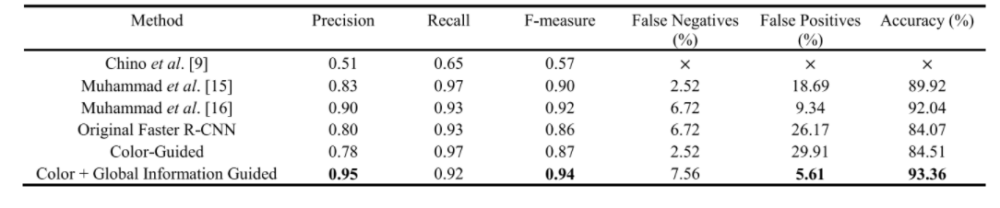 Method Precision Recall F-measure False Negatives (%) False Positives (%) Accuracy (%)
Chino et al. [9] 0.51 0.65 0.57 × × ×
Muhammad et al. [15] 0.83 0.97 0.90 2.52 18.69 89.92
Muhammad et al. [16] 0.90 0.93 0.92 6.72 9.34 92.04
Original Faster R-CNN 0.80 0.93 0.86 6.72 26.17 84.07
Color-Guided 0.78 0.97 0.87 2.52 29.91 84.51
Color + Global Information Guided 0.95 0.92 0.94 7.56 5.61 93.36